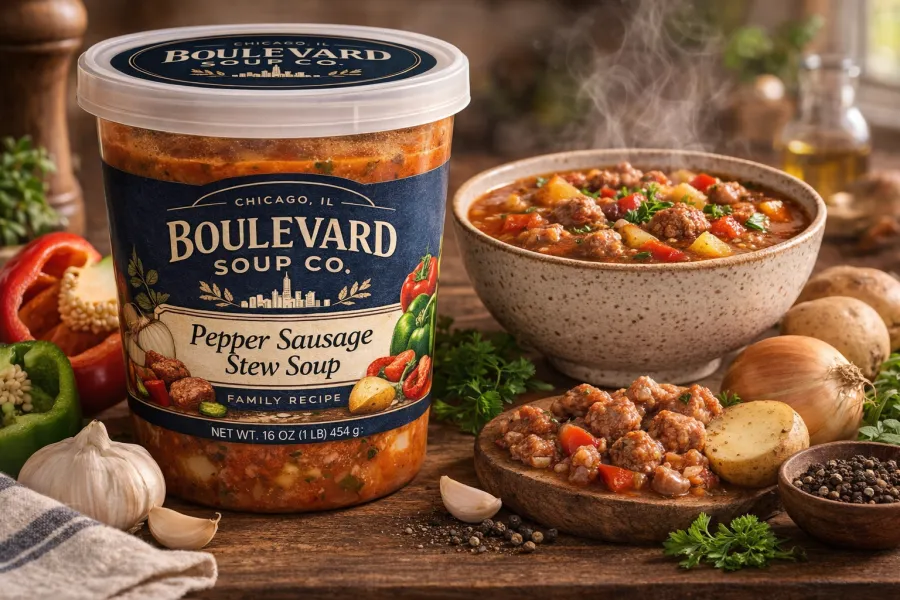 CHICAGO, IL
BOULEVARD
SOUP CO.
CHICAGO, IL
BOULEVARD
SOUP CO.
Pepper Sausage
Stew Soup
FAMILY RECIPE
NET WT. 16 OZ (1 LB) 454 g: